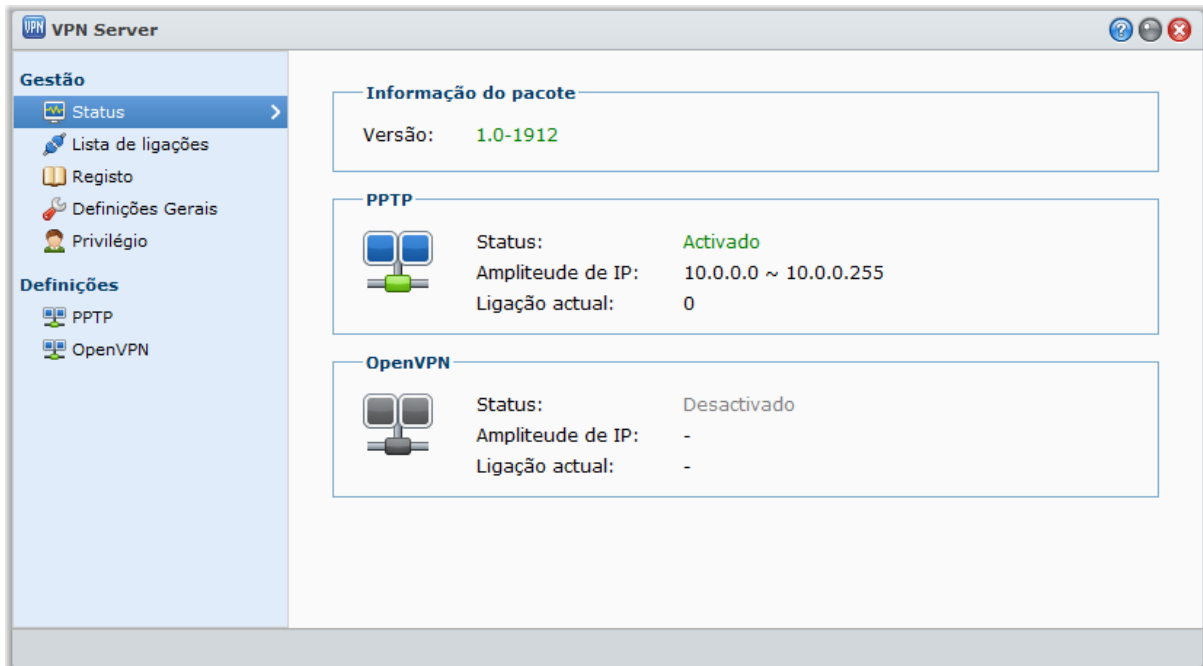 VPN VPN Server
Gestão
Status
Lista de ligações
Registo
Definições Gerais
Privilégio
Definições
PPTP
OpenVPN
Informação do pacote
Versão: 1.0-1912
PPTP
Status: Activado
Ampliteude de IP: 10.0.0.0 ~ 10.0.0.255
Ligação actual: 0
OpenVPN
Status: Desactivado
Ampliteude de IP: -
Ligação actual: -